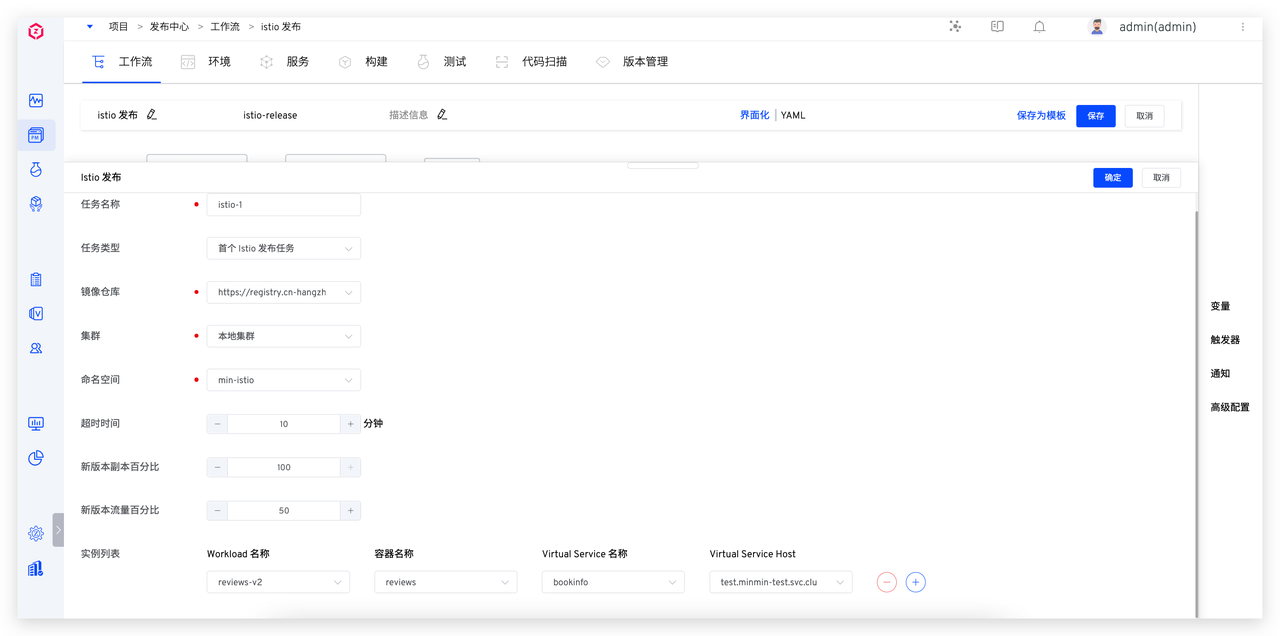 项目 > 发布中心 > 工作流 > istio 发布
admin(admin)
工作流 环境 服务 构建 测试 代码扫描 版本管理
istio 发布 istio-release 描述信息 界面化 | YAML 保存为模板 保存 取消
Istio 发布 确定 取消
任务名称 istio-1
任务类型 首个 Istio 发布任务
镜像仓库 https://registry.cn-hangzh
集群 本地集群
命名空间 min-istio
超时时间 − 10 + 分钟
新版本副本百分比 − 100 +
新版本流量百分比 − 50 +
实例列表 Workload 名称 容器名称 Virtual Service 名称 Virtual Service Host
reviews-v2 reviews bookinfo test.minmin-test.svc.clu
变量
触发器
通知
高级配置